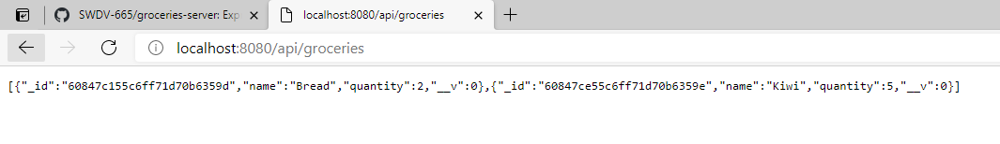 SWDV-665/groceries-server: Exp
localhost:8080/api/groceries
localhost:8080/api/groceries
[{"_id":"60847c155c6ff71d70b6359d","name":"Bread","quantity":2,"__v":0},{"_id":"60847ce55c6ff71d70b6359e","name":"Kiwi","quantity":5,"__v":0}]